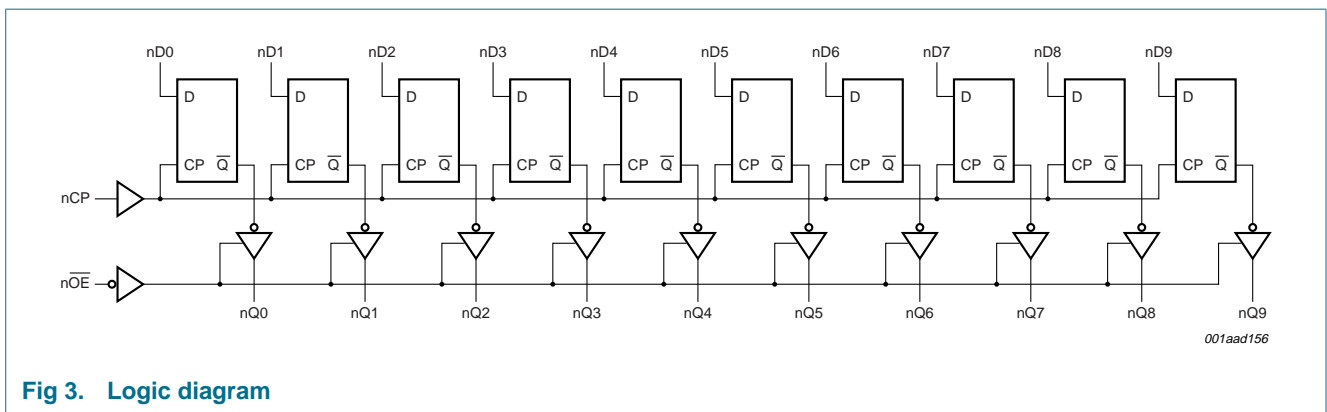 nD0 nD1 nD2 nD3 nD4 nD5 nD6 nD7 nD8 nD9
D D D D D D D D D D
CP Q̅ CP Q̅ CP Q̅ CP Q̅ CP Q̅ CP Q̅ CP Q̅ CP Q̅ CP Q̅ CP Q̅
nCP
nO̅E̅
nQ0 nQ1 nQ2 nQ3 nQ4 nQ5 nQ6 nQ7 nQ8 nQ9
001aad156
Fig 3. Logic diagram